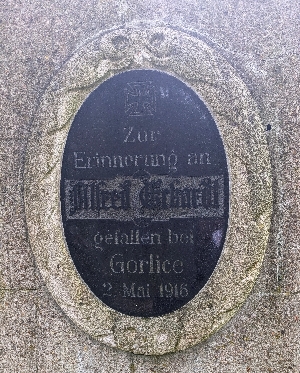 Zur
Erinnerung an
Alfred
gefallen bei
Gorlice
2. Mai 1916